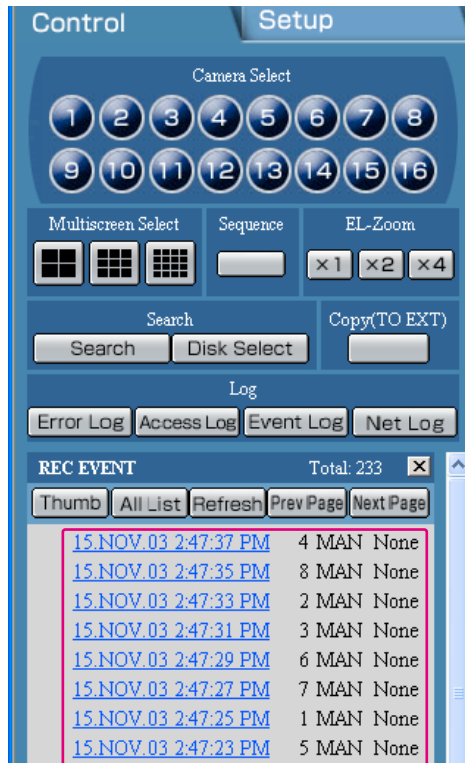 Control Setup
Camera Select
1 2 3 4 5 6 7 8
9 10 11 12 13 14 15 16
Multiscreen Select Sequence EL-Zoom
×1 ×2 ×4
Search Copy(TO EXT)
Search Disk Select
Log
Error Log Access Log Event Log Net Log
REC EVENT Total: 233
Thumb All List Refresh Prev Page Next Page
15.NOV.03 2:47:37 PM 4 MAN None
15.NOV.03 2:47:35 PM 8 MAN None
15.NOV.03 2:47:33 PM 2 MAN None
15.NOV.03 2:47:31 PM 3 MAN None
15.NOV.03 2:47:29 PM 6 MAN None
15.NOV.03 2:47:27 PM 7 MAN None
15.NOV.03 2:47:25 PM 1 MAN None
15.NOV.03 2:47:23 PM 5 MAN None